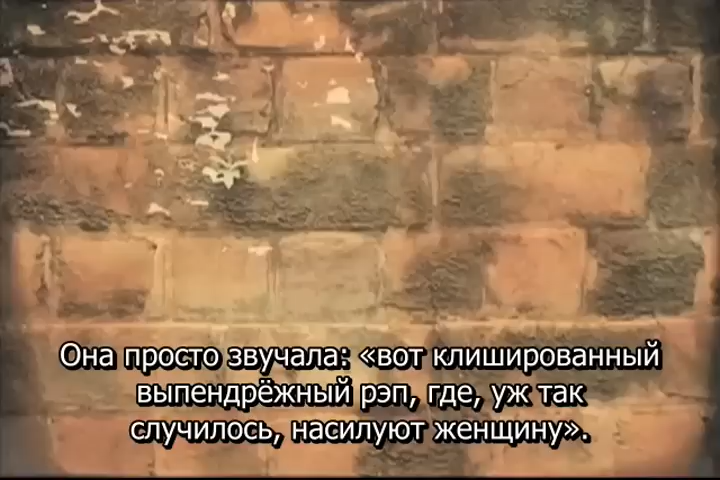 Она просто звучала: «вот клишированный
выпендрёжный рэп, где, уж так
случилось, насилуют женщину».